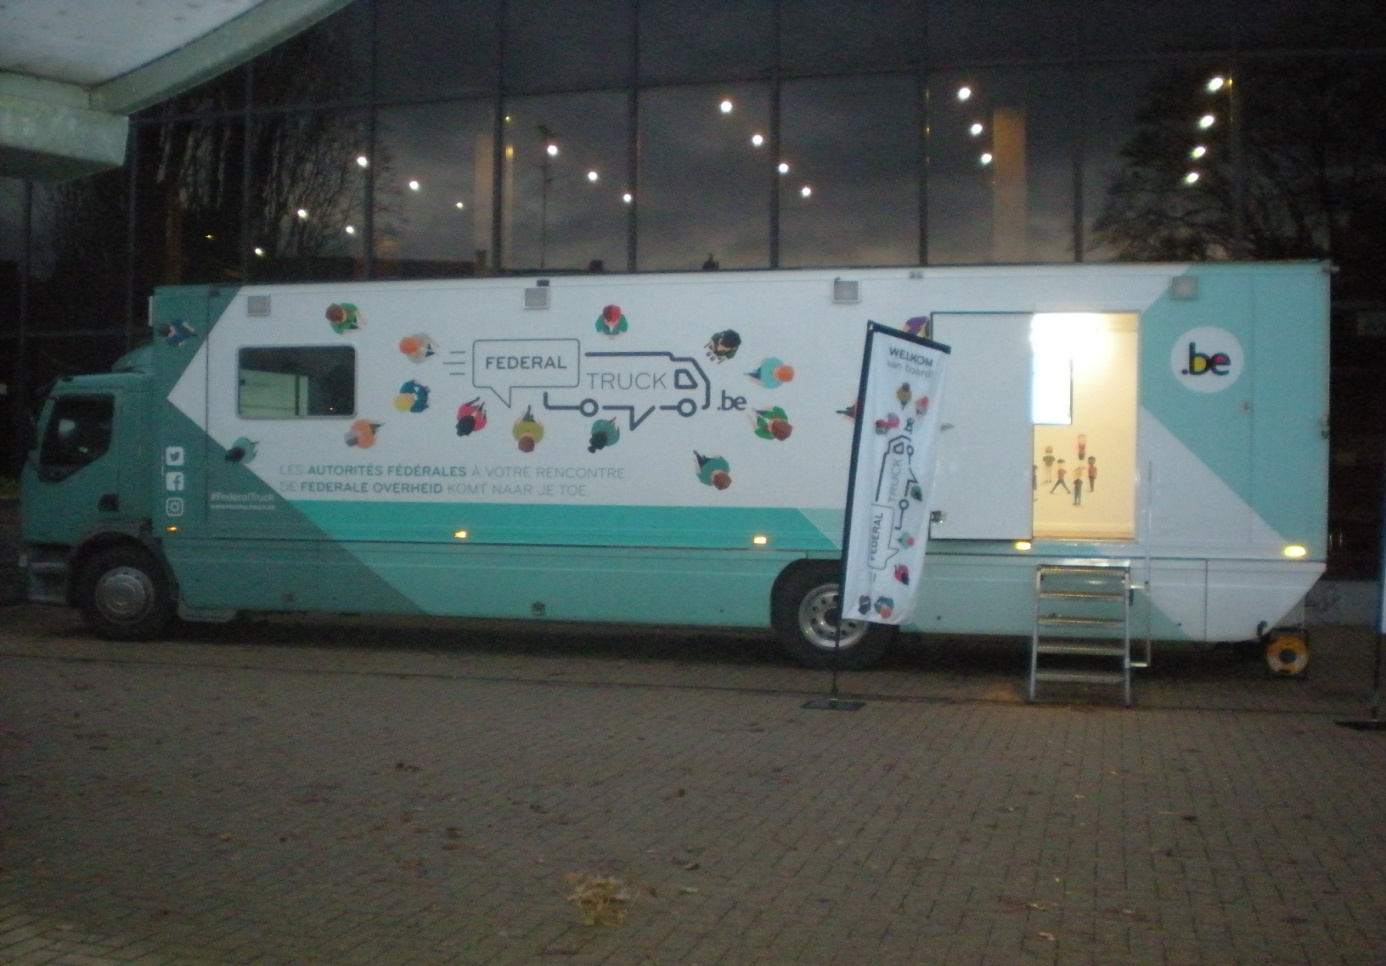 FEDERAL
TRUCK
.be
LES AUTORITÉS FÉDÉRALES À VOTRE RENCONTRE
DE FEDERALE OVERHEID KOMT NAAR JE TOE.
#FederalTruck
WELKOM
aan boord!
FEDERAL
TRUCK
.be
.be